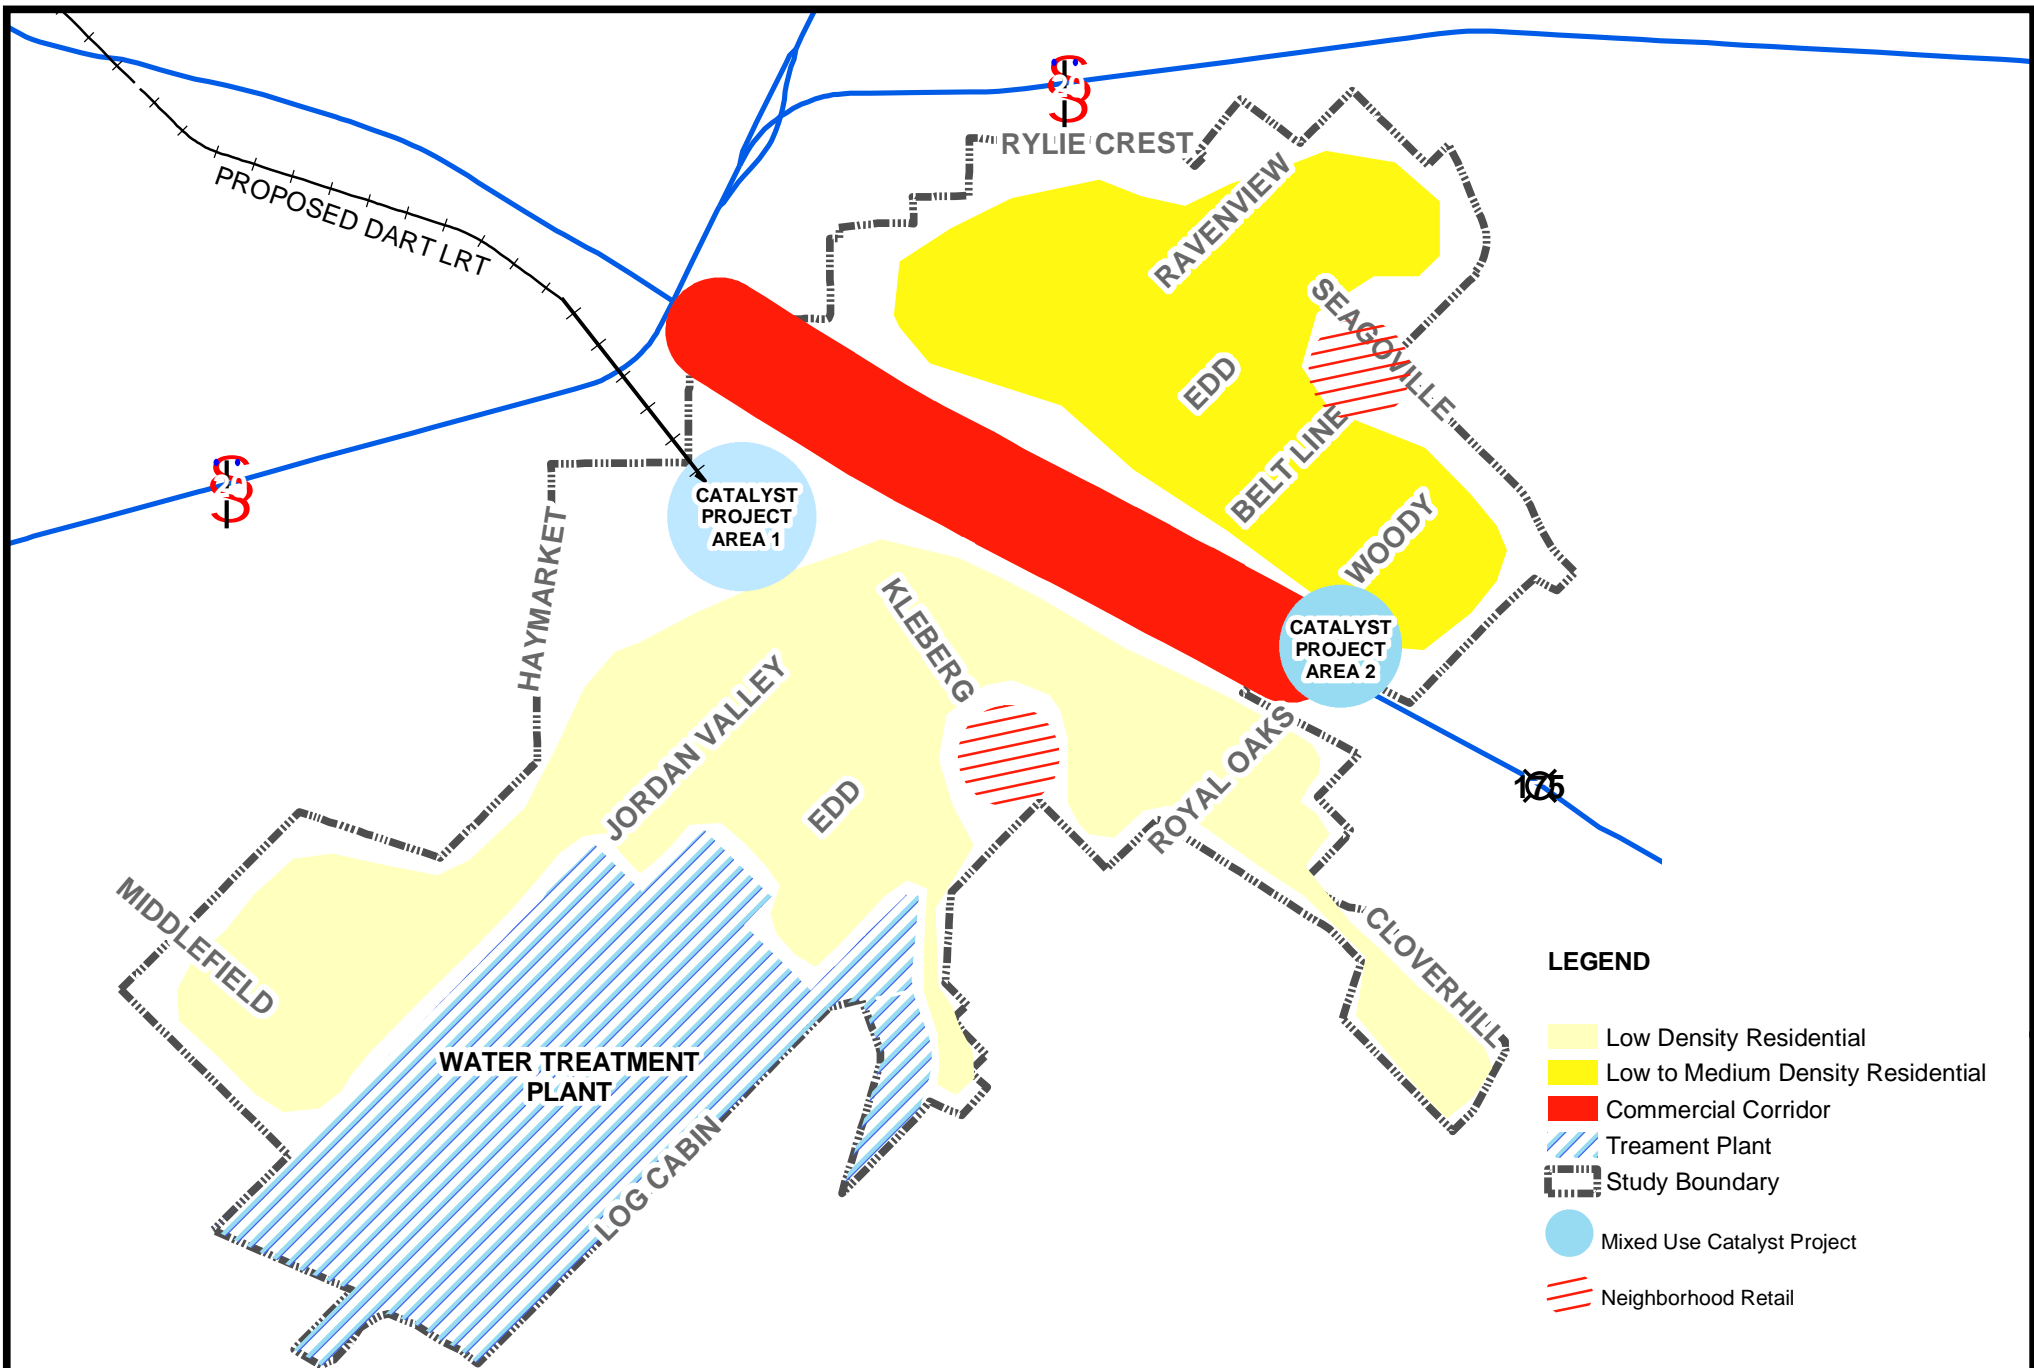 RYLIE CREST
PROPOSED DART LRT
RAVENVIEW
SEAGOVILLE
EDD
BELT LINE
WOODY
CATALYST
PROJECT
AREA 1
HAYMARKET
KLEBERG
CATALYST
PROJECT
AREA 2
JORDAN VALLEY
ROYAL OAKS
EDD
175
MIDDLEFIELD
CLOVERHILL
WATER TREATMENT
PLANT
LOG CABIN
LEGEND
Low Density Residential
Low to Medium Density Residential
Commercial Corridor
Treament Plant
Study Boundary
Mixed Use Catalyst Project
Neighborhood Retail